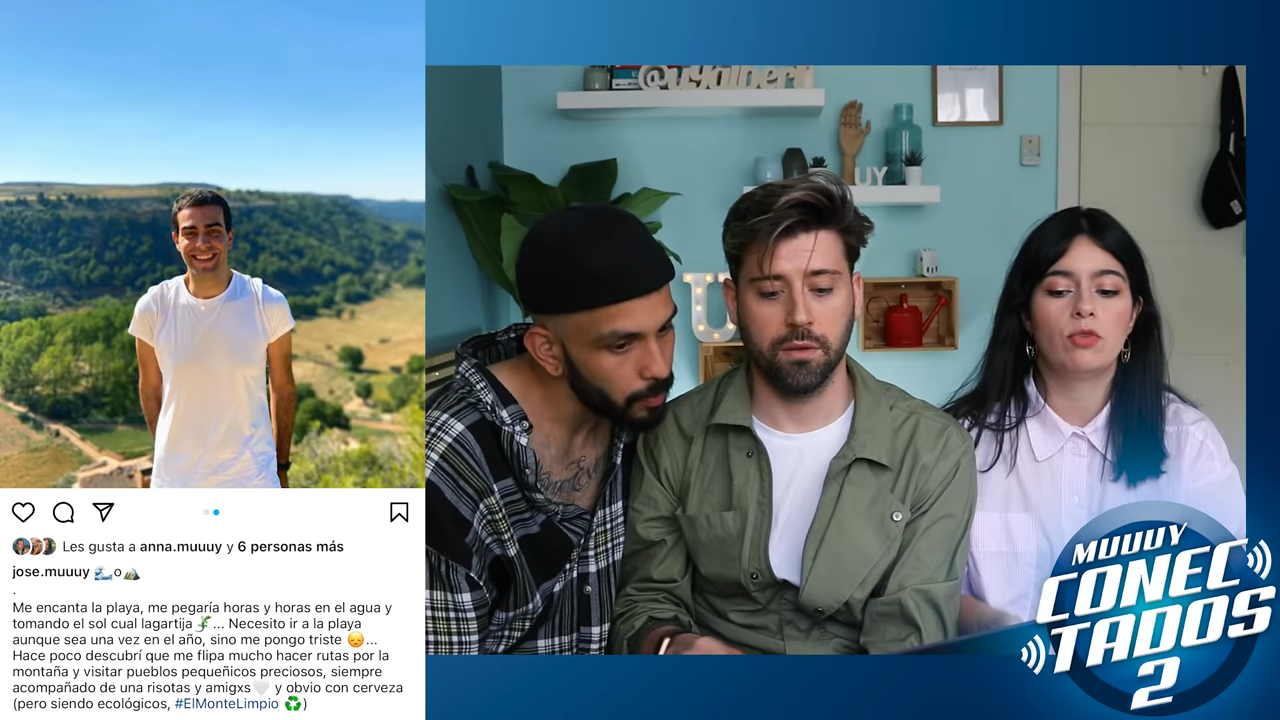 Les gusta a anna.muuuy y 6 personas más
jose.muuuy 🌊o🏔️
.
Me encanta la playa, me pegaría horas y horas en el agua y
tomando el sol cual lagartija 🦎... Necesito ir a la playa
aunque sea una vez en el año, sino me pongo triste 😞...
Hace poco descubrí que me flipa mucho hacer rutas por la
montaña y visitar pueblos pequeñicos preciosos, siempre
acompañado de una risotas y amigxs🤍 y obvio con cerveza
(pero siendo ecológicos, #ElMonteLimpio ♻️)
@uyalbert
UY
U
MUUUY
CONEC
TADOS
2